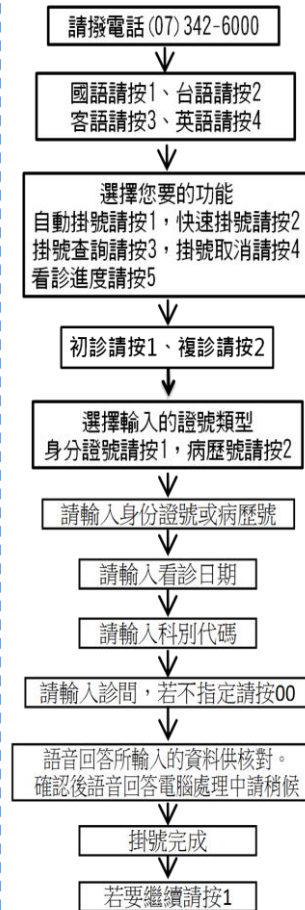 請撥電話(07)342-6000
國語請按1、台語請按2
客語請按3、英語請按4
選擇您要的功能
自動掛號請按1，快速掛號請按2
掛號查詢請按3，掛號取消請按4
看診進度請按5
初診請按1、複診請按2
選擇輸入的證號類型
身分證號請按1，病歷號請按2
請輸入身份證號或病歷號
請輸入看診日期
請輸入科別代碼
請輸入診間，若不指定請按00
語音回答所輸入的資料供核對。
確認後語音回答電腦處理中請稍候
掛號完成
若要繼續請按1